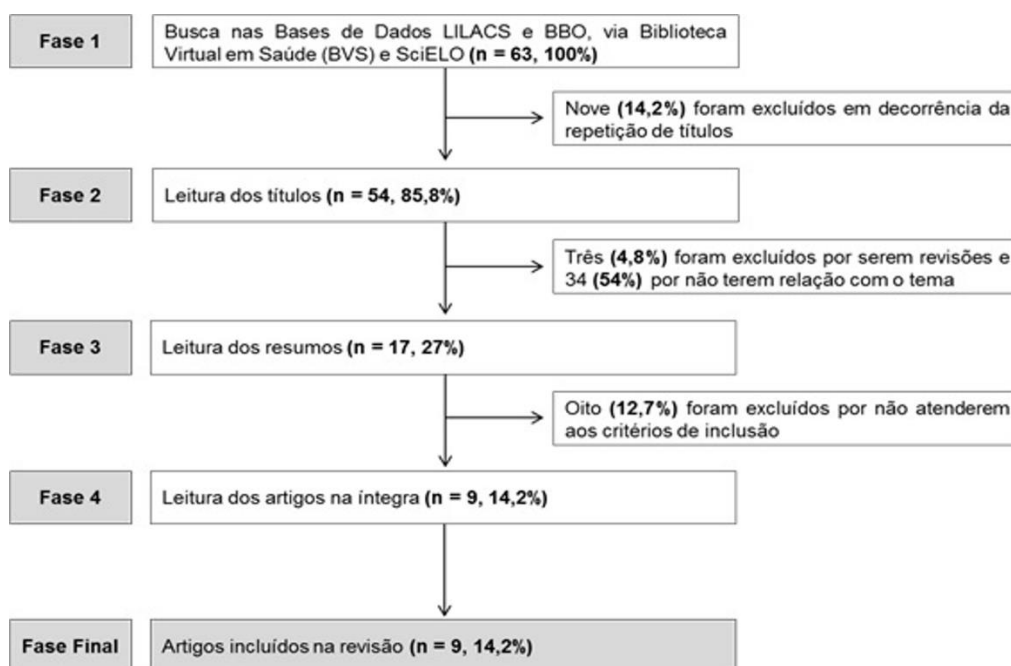 Fase 1
Busca nas Bases de Dados LILACS e BBO, via Biblioteca
Virtual em Saúde (BVS) e SciELO (n = 63, 100%)
Nove (14,2%) foram excluídos em decorrência da
repetição de títulos
Fase 2
Leitura dos títulos (n = 54, 85,8%)
Três (4,8%) foram excluídos por serem revisões e
34 (54%) por não terem relação com o tema
Fase 3
Leitura dos resumos (n = 17, 27%)
Oito (12,7%) foram excluídos por não atenderem
aos critérios de inclusão
Fase 4
Leitura dos artigos na íntegra (n = 9, 14,2%)
Fase Final
Artigos incluídos na revisão (n = 9, 14,2%)